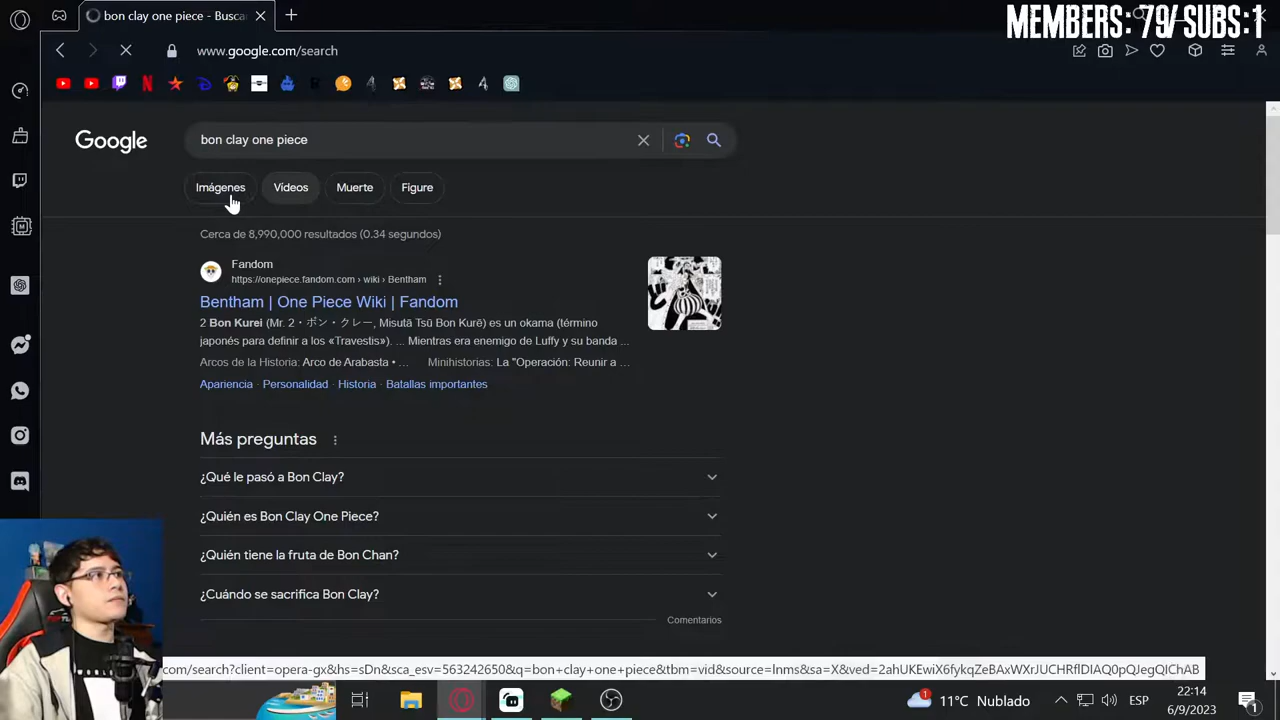 bon clay one piece - Busca
MEMBERS: 79/ SUBS:1
www.google.com/search
Google
bon clay one piece
Imágenes
Vídeos
Muerte
Figure
Cerca de 8,990,000 resultados (0.34 segundos)
Fandom
https://onepiece.fandom.com › wiki › Bentham
Bentham | One Piece Wiki | Fandom
2 Bon Kurei (Mr. 2・ボン・クレー, Misutā Tsū Bon Kurē) es un okama (término
japonés para definir a los «Travestis»). ... Mientras era enemigo de Luffy y su banda ...
Arcos de la Historia: Arco de Arabasta • ... Minihistorias: La "Operación: Reunir a ...
Apariencia · Personalidad · Historia · Batallas importantes
Más preguntas
¿Qué le pasó a Bon Clay?
¿Quién es Bon Clay One Piece?
¿Quién tiene la fruta de Bon Chan?
¿Cuándo se sacrifica Bon Clay?
Comentarios
com/search?client=opera-gx&hs=sDn&sca_esv=563242650&q=bon+clay+one+piece&tbm=vid&source=lnms&sa=X&ved=2ahUKEwiX6fykqZeBAxWXrJUCHRflDIAQ0pQJegQIChAB
1
11°C Nublado
ESP
22:14
6/9/2023
1